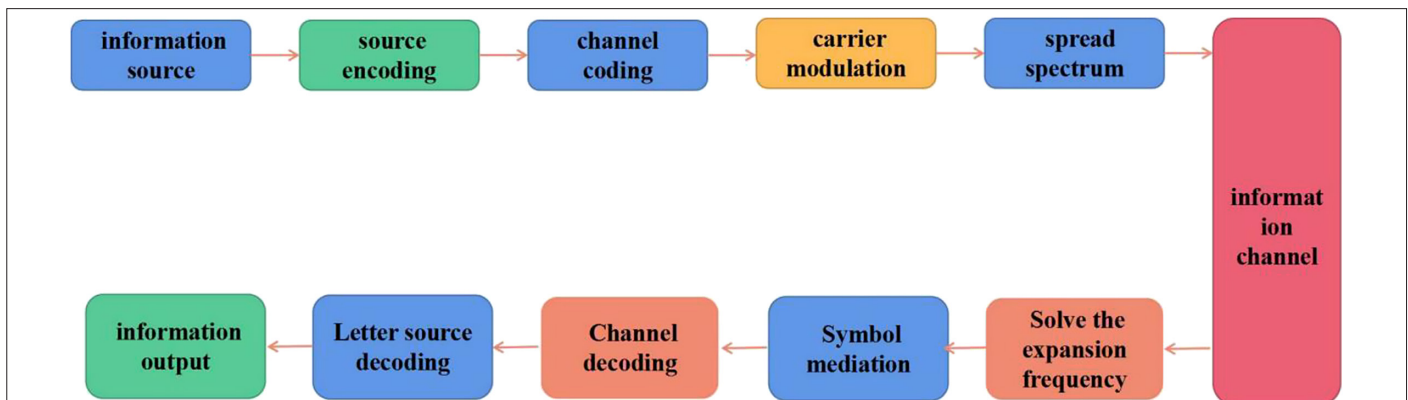 information
source
source
encoding
channel
coding
carrier
modulation
spread
spectrum
informat
ion
channel
information
output
Letter source
decoding
Channel
decoding
Symbol
mediation
Solve the
expansion
frequency